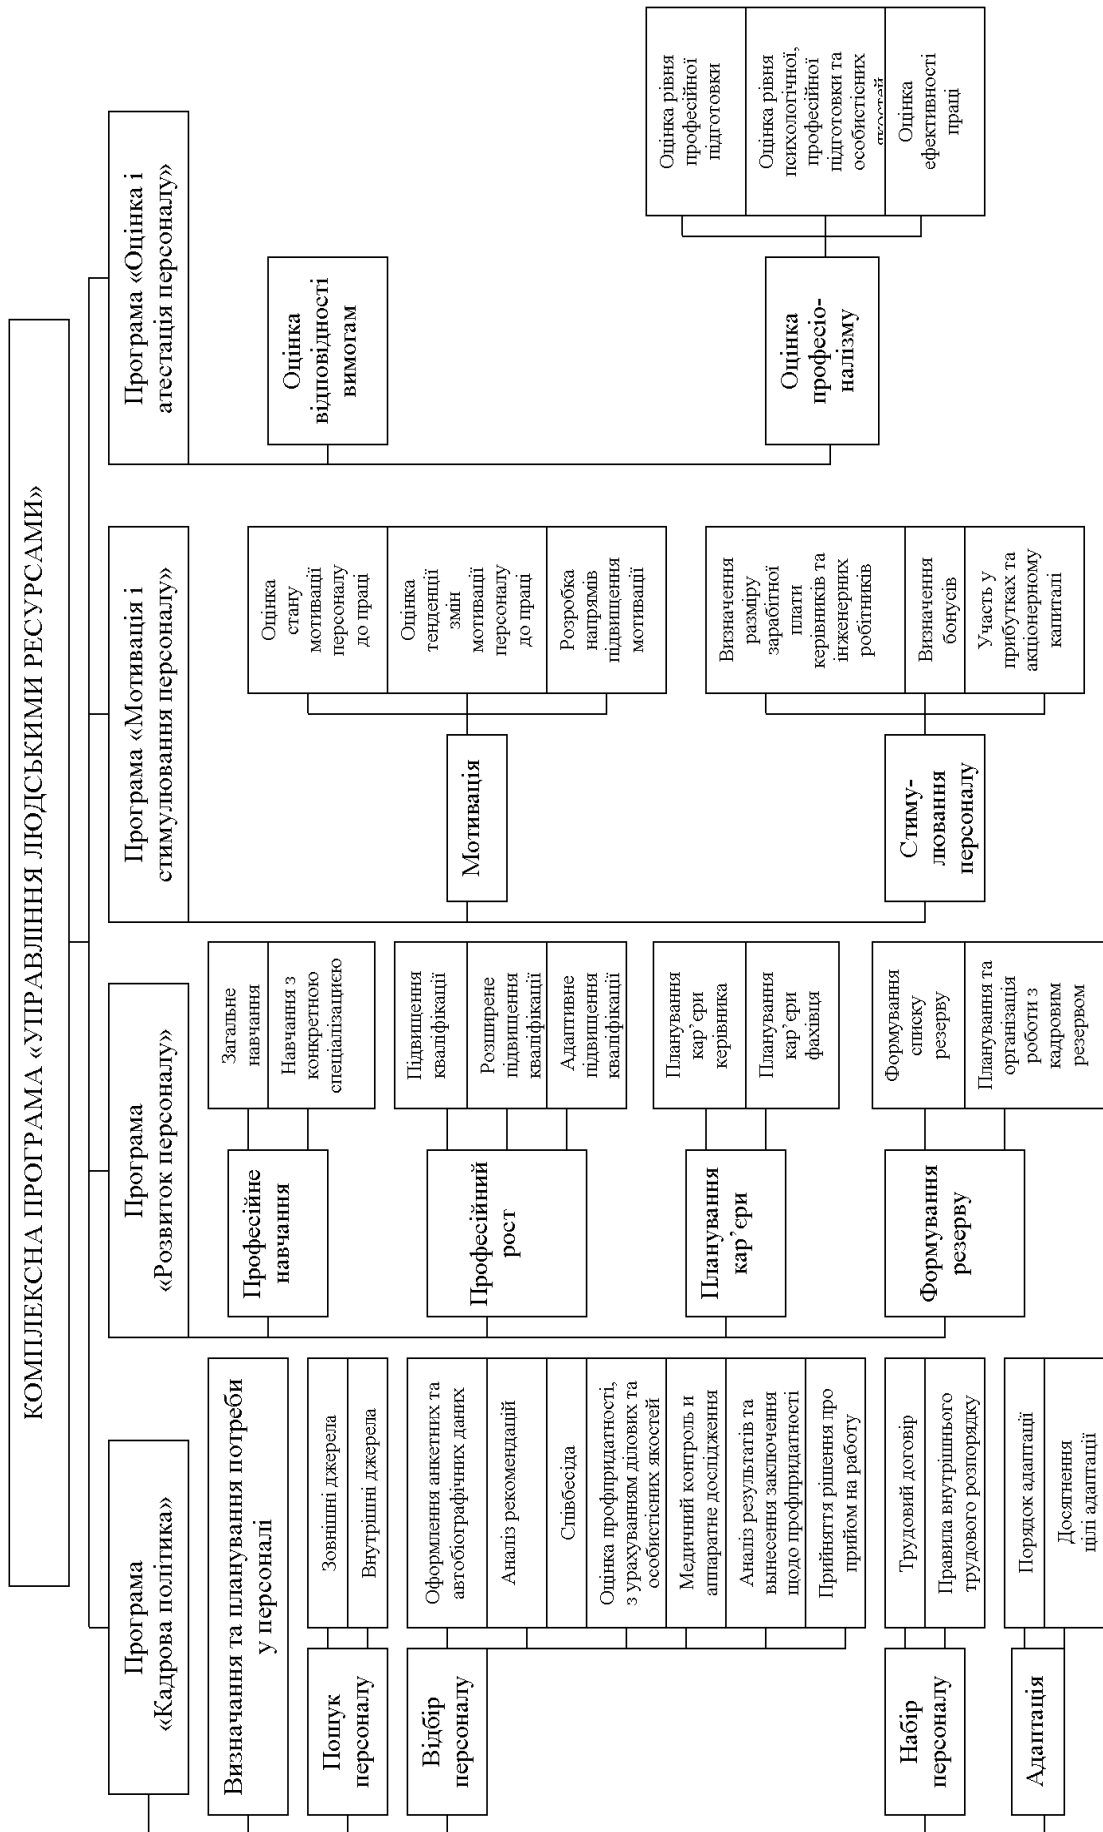 КОМПЛЕКСНА ПРОГРАМА «УПРАВЛІННЯ ЛЮДСЬКИМИ РЕСУРСАМИ»
Програма
«Кадрова політика»
Визначання та планування потреби
у персоналі
Пошук
персоналу
Зовнішні джерела
Внутрішні джерела
Відбір
персоналу
Оформлення анкетних та
автобіографічних даних
Аналіз рекомендацій
Співбесіда
Оцінка профпридатності,
з урахуванням ділових та
особистісних якостей
Медичний контроль и
аппаратне дослідження
Аналіз результатів та
вынесення заключення
щодо профпридатності
Прийняття рішення про
прийом на работу
Набір
персоналу
Трудовий договір
Правила внутрішнього
трудового розпорядку
Адаптація
Порядок адаптації
Досягнення
цілі адаптації
Програма
«Розвиток персоналу»
Професійне
навчання
Загальне
навчання
Навчання з
конкретною
спеціалізацією
Професійний
рост
Підвищення
кваліфікації
Розширене
підвищення
кваліфікації
Адаптивне
підвищення
кваліфікації
Планування
кар’єри
Планування
кар’єри
керівника
Планування
кар’єри
фахівця
Формування
резерву
Формування
списку
резерву
Планування та
організація
роботи з
кадровим
резервом
Програма «Мотивація і
стимулювання персоналу»
Мотивація
Оцінка
стану
мотивації
персоналу
до праці
Оцінка
тенденції
змін
мотивації
персоналу
до праці
Розробка
напрямів
підвищення
мотивації
Стиму-
лювання
персоналу
Визначення
разміру
зарабітної
плати
керівників та
інженерних
робітників
Визначення
бонусів
Участь у
прибутках та
акціонерному
капиталі
Програма «Оцінка і
атестація персоналу»
Оцінка
відповідності
вимогам
Оцінка
професіо-
налізму
Оцінка рівня
професійної
підготовки
Оцінка рівня
психологічної,
професійної
підготовки та
особистісних
якостей
Оцінка
ефективності
праці